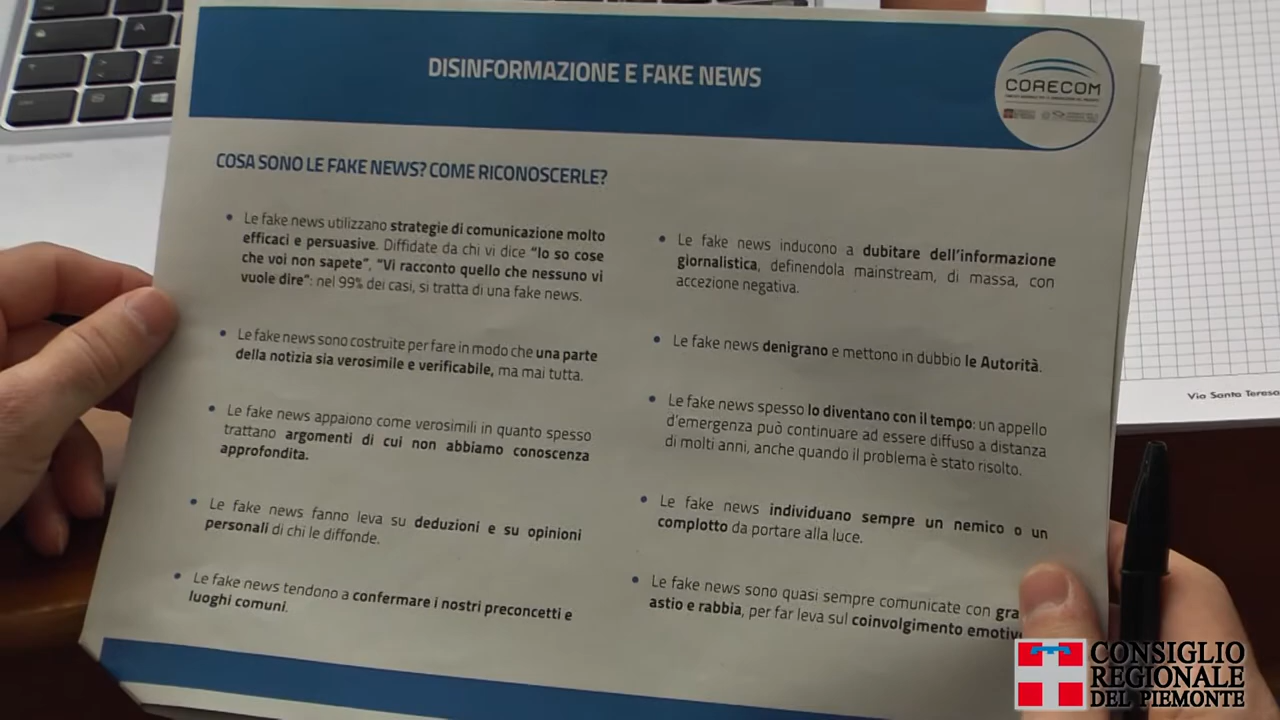 DISINFORMAZIONE E FAKE NEWS
CORECOM
COSA SONO LE FAKE NEWS? COME RICONOSCERLE?
• Le fake news utilizzano strategie di comunicazione molto
efficaci e persuasive. Diffidate da chi vi dice “Io so cose
che voi non sapete”, “Vi racconto quello che nessuno vi
vuole dire”: nel 99% dei casi, si tratta di una fake news.
• Le fake news sono costruite per fare in modo che una parte
della notizia sia verosimile e verificabile, ma mai tutta.
• Le fake news appaiono come verosimili in quanto spesso
trattano argomenti di cui non abbiamo conoscenza
approfondita.
• Le fake news fanno leva su deduzioni e su opinioni
personali di chi le diffonde.
• Le fake news tendono a confermare i nostri preconcetti e
luoghi comuni.
• Le fake news inducono a dubitare dell’informazione
giornalistica, definendola mainstream, di massa, con
accezione negativa.
• Le fake news denigrano e mettono in dubbio le Autorità.
• Le fake news spesso lo diventano con il tempo: un appello
d’emergenza può continuare ad essere diffuso a distanza
di molti anni, anche quando il problema è stato risolto.
• Le fake news individuano sempre un nemico o un
complotto da portare alla luce.
• Le fake news sono quasi sempre comunicate con gra
astio e rabbia, per far leva sul coinvolgimento emotiv
Via Santa Teresa
A
Z
CONSIGLIO
REGIONALE
DEL PIEMONTE